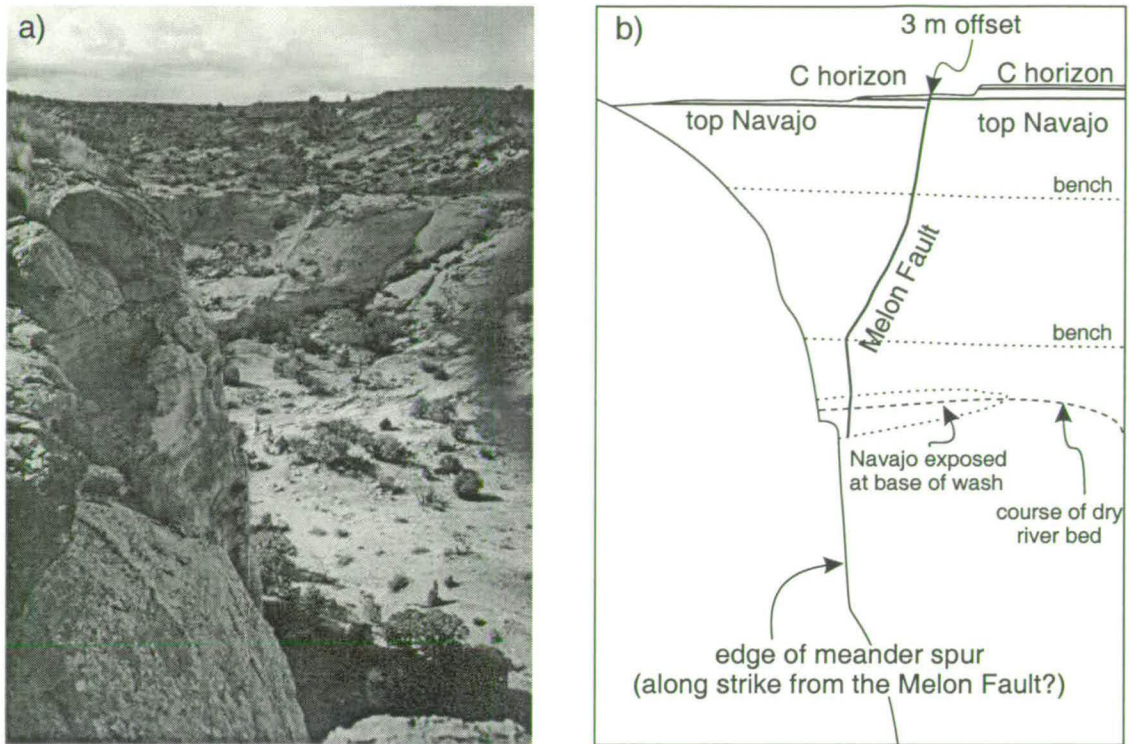 a)
b)
3 m offset
C horizon
C horizon
top Navajo
top Navajo
bench
Melon Fault
bench
Navajo exposed
at base of wash
course of dry
river bed
edge of meander spur
(along strike from the Melon Fault?)